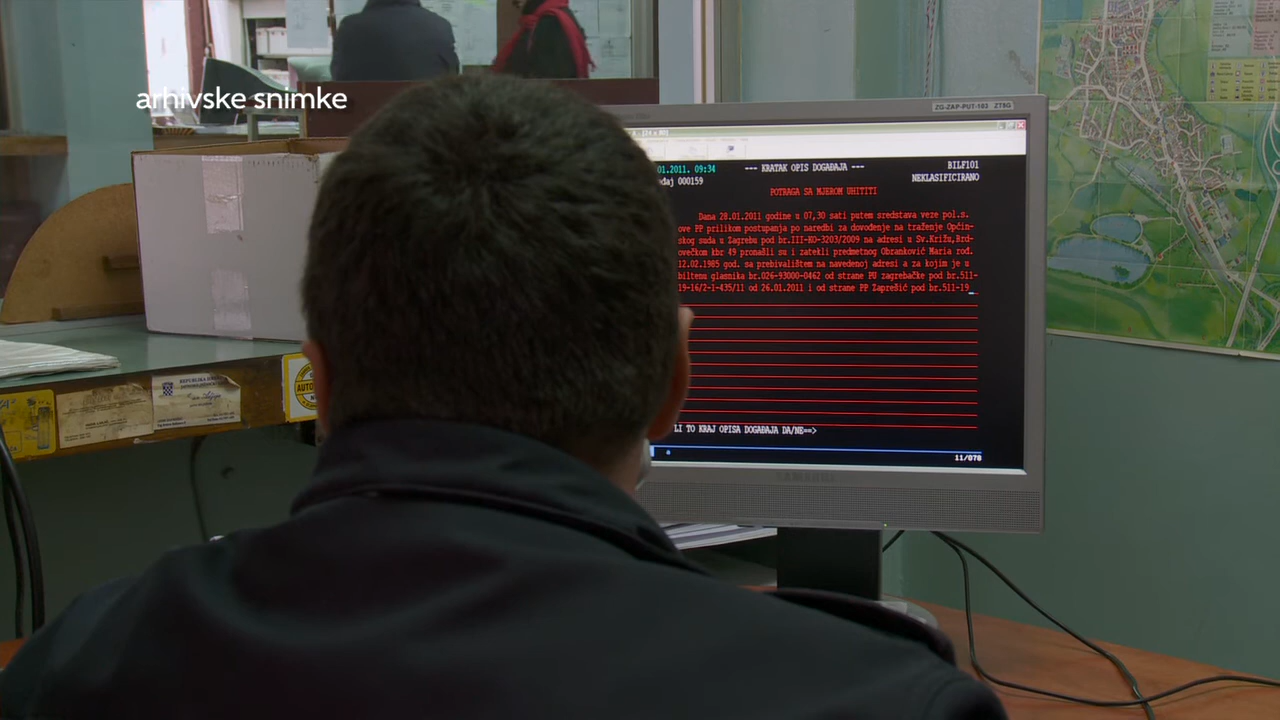 arhivske snimke
ZG-ZAP-PUT-183 ZTSG
01.2011. 09:34 --- KRATAK OPIS DOGAĐAJA --- BILF101
daj 000159 NEKLASIFICIRANO
POTRAGA SA MJEROM UHITITI
Dana 28.01.2011 godine u 07,30 sati putem sredstava veze pol.s.
ove PP prilikom postupanja po naredbi za dovođenje na traženje Općin-
skog suda u Zagrebu pod br.III-KO-3203/2009 na adresi u Sv.Križu,Brd-
ovečkom kbr 49 pronašli su i zatekli predmetnog Obranković Maria rođ.
12.02.1985 god. sa prebivalištem na navedenoj adresi a za kojim je u
biltenu glasnika br.026-93000-0462 od strane PU zagrebačke pod br.511-
19-16/2-1-435/11 od 26.01.2011 i od strane PP Zaprešić pod br.511-19_
LI TO KRAJ OPISA DOGAĐAJA DA/NE==>
a
11/078
SAMSUNG
REPUBLIKA
AUTO